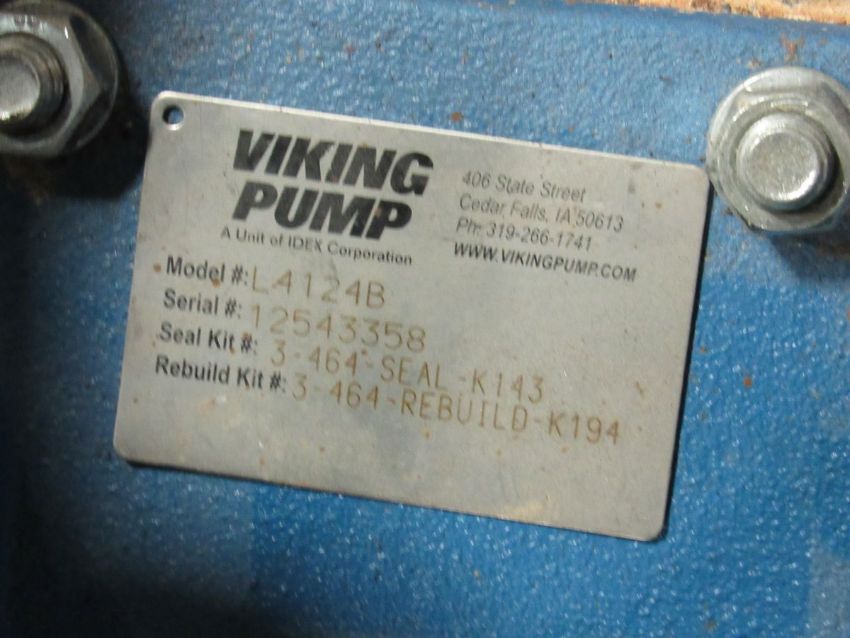 VIKING
PUMP
A Unit of IDEX Corporation
406 State Street
Cedar Falls, IA 50613
Ph: 319-266-1741
WWW.VIKINGPUMP.COM
Model #: L4124B
Serial #: 12543358
Seal Kit #: 3-464-SEAL-K143
Rebuild Kit #: 3-464-REBUILD-K194